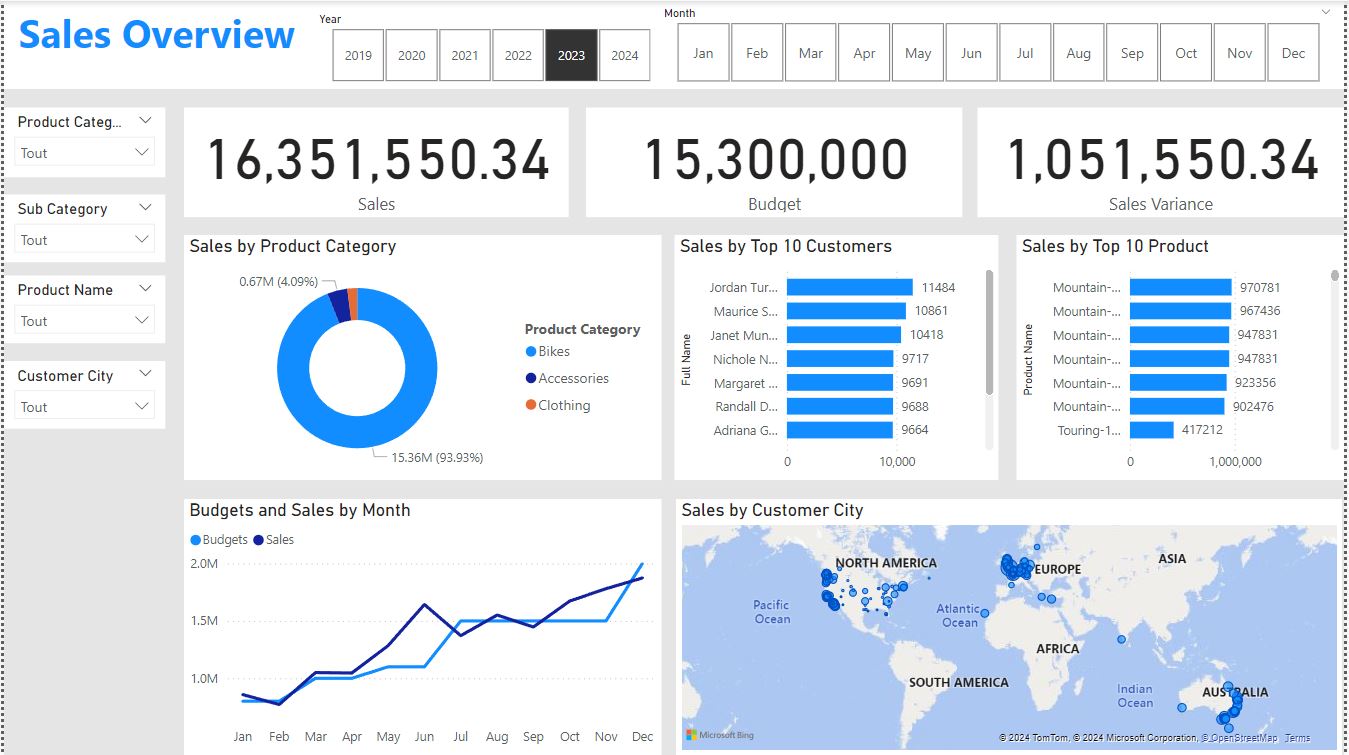 Sales Overview
Year
2019 2020 2021 2022 2023 2024
Month
Jan Feb Mar Apr May Jun Jul Aug Sep Oct Nov Dec
Product Categ...
Tout
Sub Category
Tout
Product Name
Tout
Customer City
Tout
16,351,550.34
Sales
15,300,000
Budget
1,051,550.34
Sales Variance
Sales by Product Category
0.67M (4.09%)
15.36M (93.93%)
Product Category
Bikes
Accessories
Clothing
Sales by Top 10 Customers
Full Name
Jordan Tur... 11484
Maurice S... 10861
Janet Mun... 10418
Nichole N... 9717
Margaret ... 9691
Randall D... 9688
Adriana G... 9664
0 10,000
Sales by Top 10 Product
Product Name
Mountain-... 970781
Mountain-... 967436
Mountain-... 947831
Mountain-... 947831
Mountain-... 923356
Mountain-... 902476
Touring-1... 417212
0 1,000,000
Budgets and Sales by Month
Budgets Sales
2.0M
1.5M
1.0M
Jan Feb Mar Apr May Jun Jul Aug Sep Oct Nov Dec
Sales by Customer City
NORTH AMERICA
EUROPE
ASIA
Pacific
Ocean
Atlantic
Ocean
AFRICA
SOUTH AMERICA
Indian
Ocean
AUSTRALIA
Microsoft Bing
© 2024 TomTom, © 2024 Microsoft Corporation, © OpenStreetMap Terms